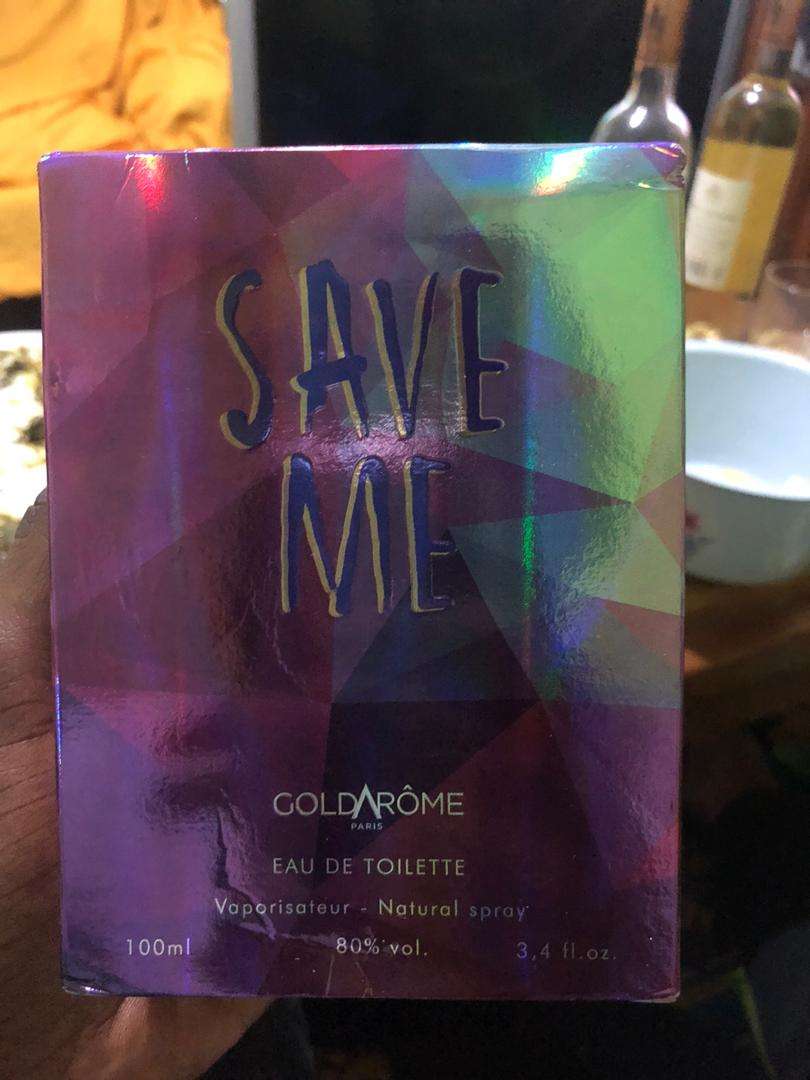 SAVE
ME
GOLDARÔME
PARIS
EAU DE TOILETTE
Vaporisateur - Natural spray
100ml 80% vol. 3,4 fl.oz.